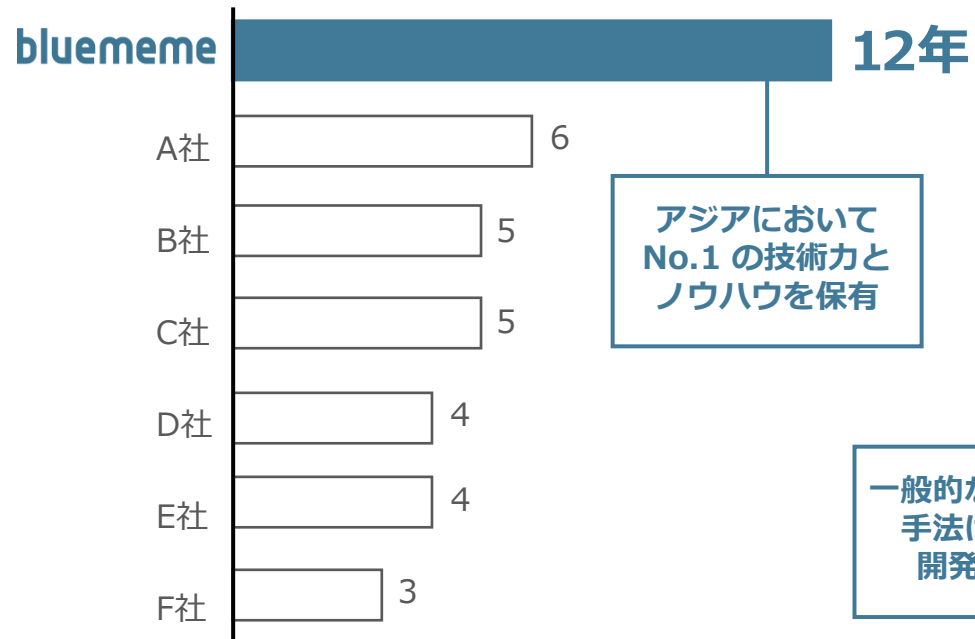 bluememe
12年
A社
6
B社
5
アジアにおいて
No.1 の技術力と
ノウハウを保有
C社
5
D社
4
E社
4
一般的
手法
開発
F社
3